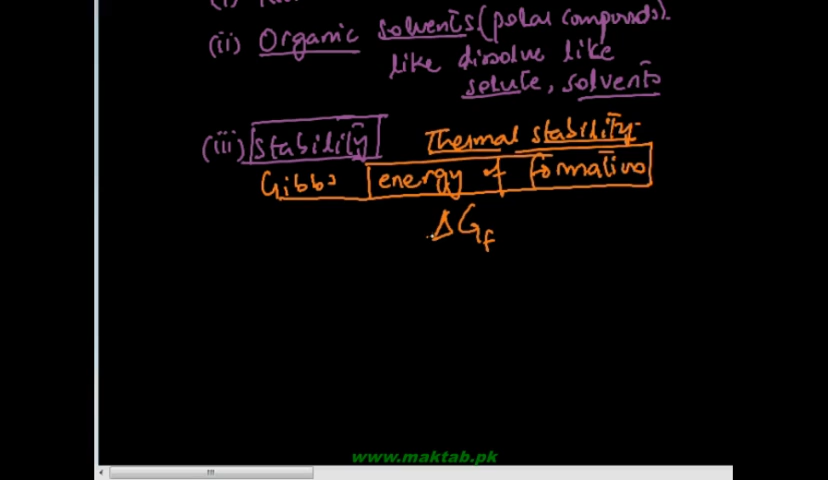 (ii) Organic solvents (polar compounds).
like dissolve like
solute, solvents
(iii) Stability Thermal stability
Gibbs energy of formation
ΔGf
www.maktab.pk